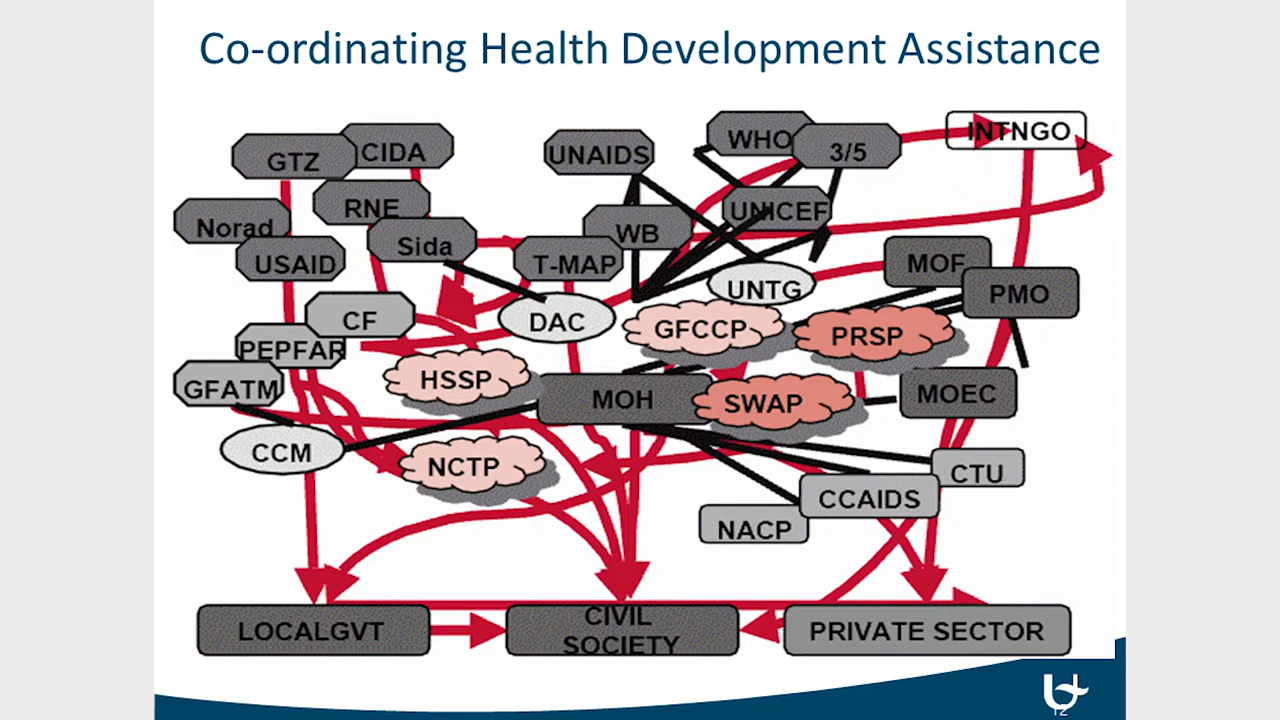 Co-ordinating Health Development Assistance
GTZ
CIDA
UNAIDS
WHO
3/5
INTNGO
Norad
RNE
Sida
WB
UNICEF
USAID
T-MAP
UNTG
MOF
PMO
CF
DAC
GFCCP
PRSP
PEPFAR
GFATM
HSSP
MOH
SWAP
MOEC
CCM
NCTP
CTU
CCAIDS
NACP
LOCALGVT
CIVIL
SOCIETY
PRIVATE SECTOR
12